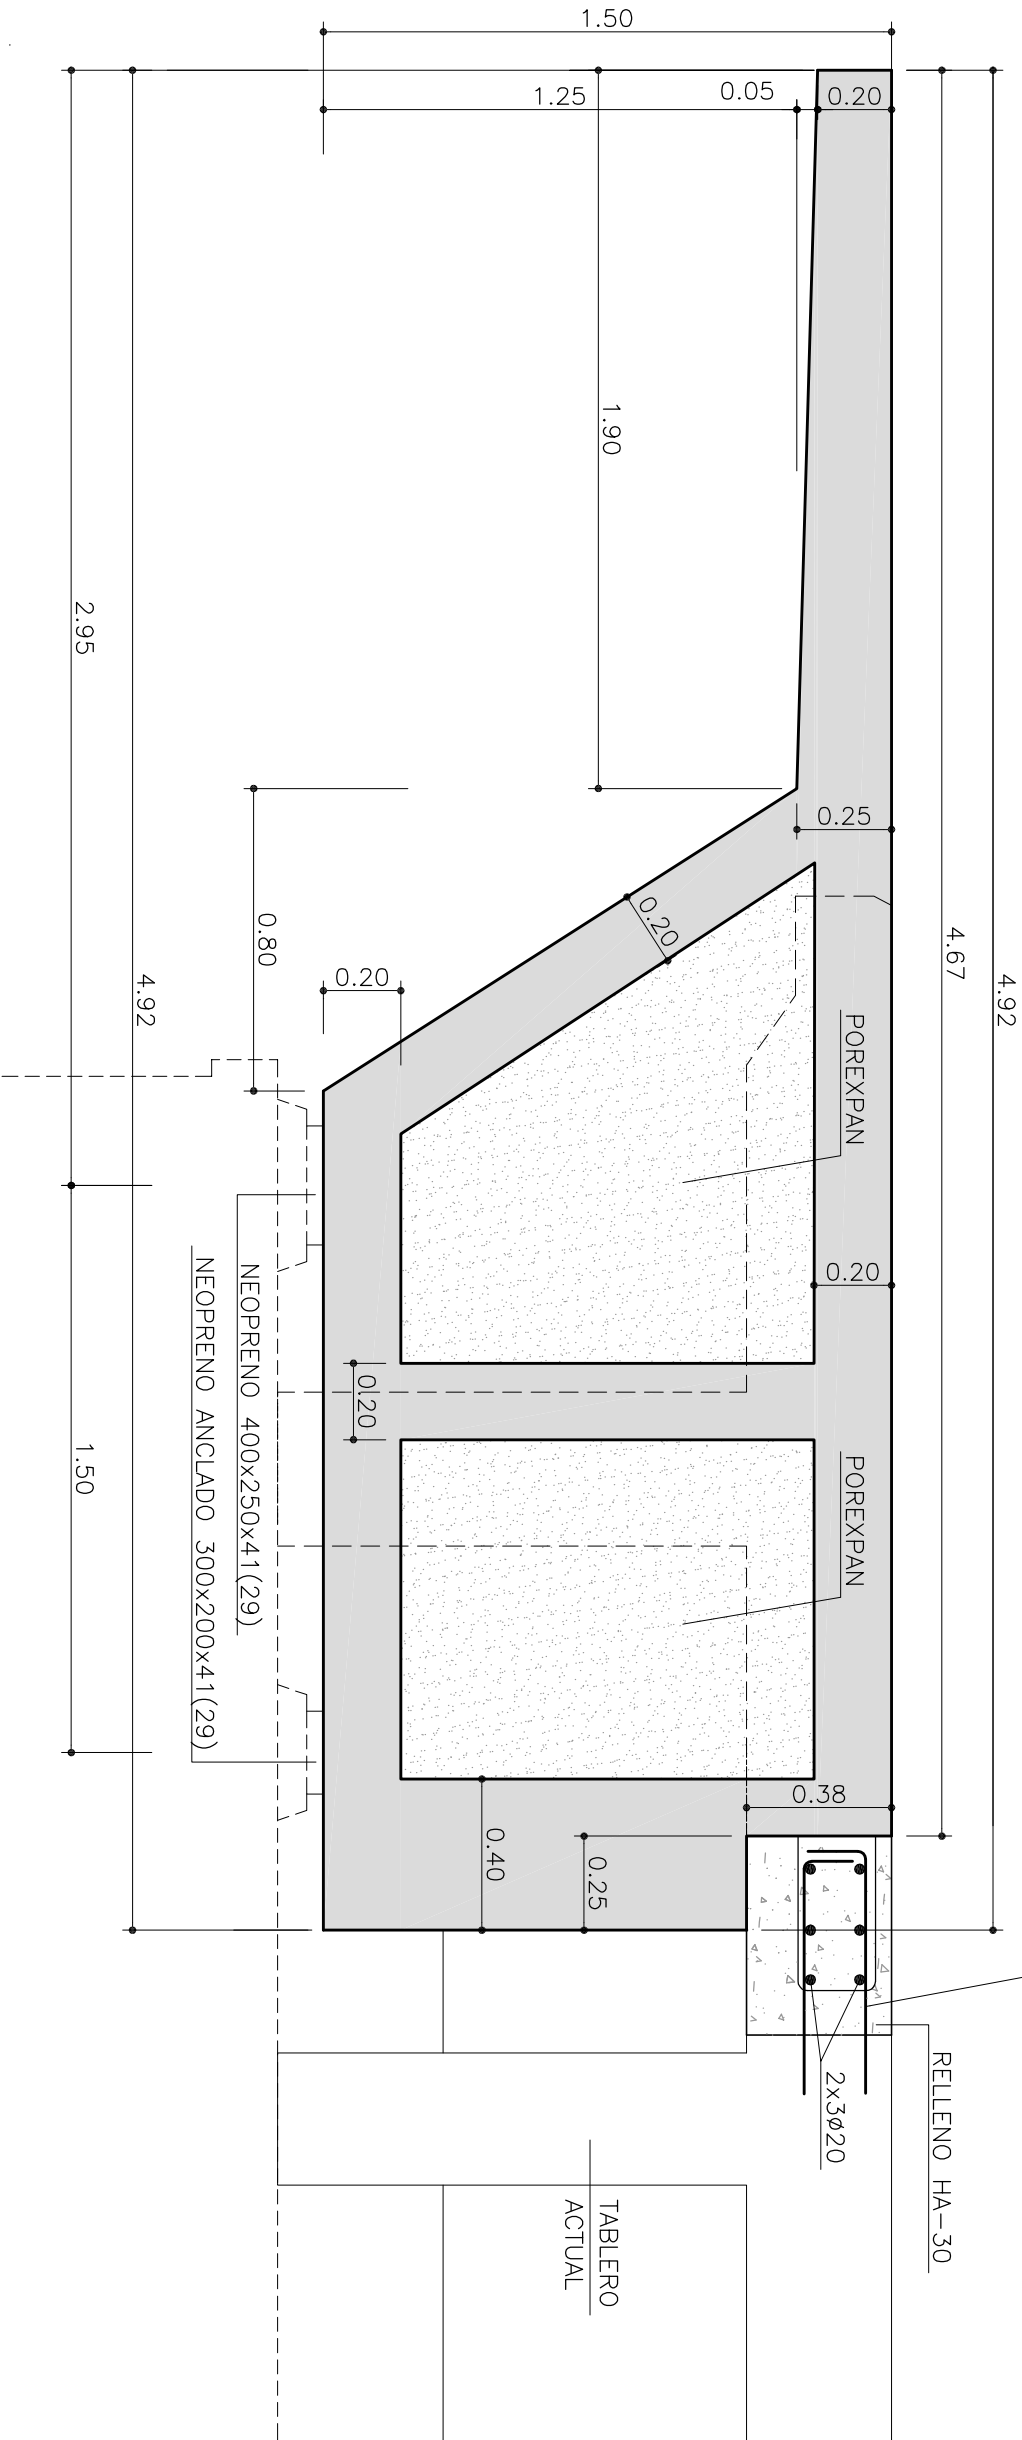 1.50
1.25
0.05
0.20
1.90
2.95
0.25
0.80
4.92
4.67
4.92
0.20
0.20
POREXPAN
0.20
0.20
NEOPRENO 400x250x41(29)
NEOPRENO ANCLADO 300x200x41(29)
1.50
POREXPAN
0.38
0.40
0.25
2x3ø20
RELLENO HA-30
TABLERO
ACTUAL